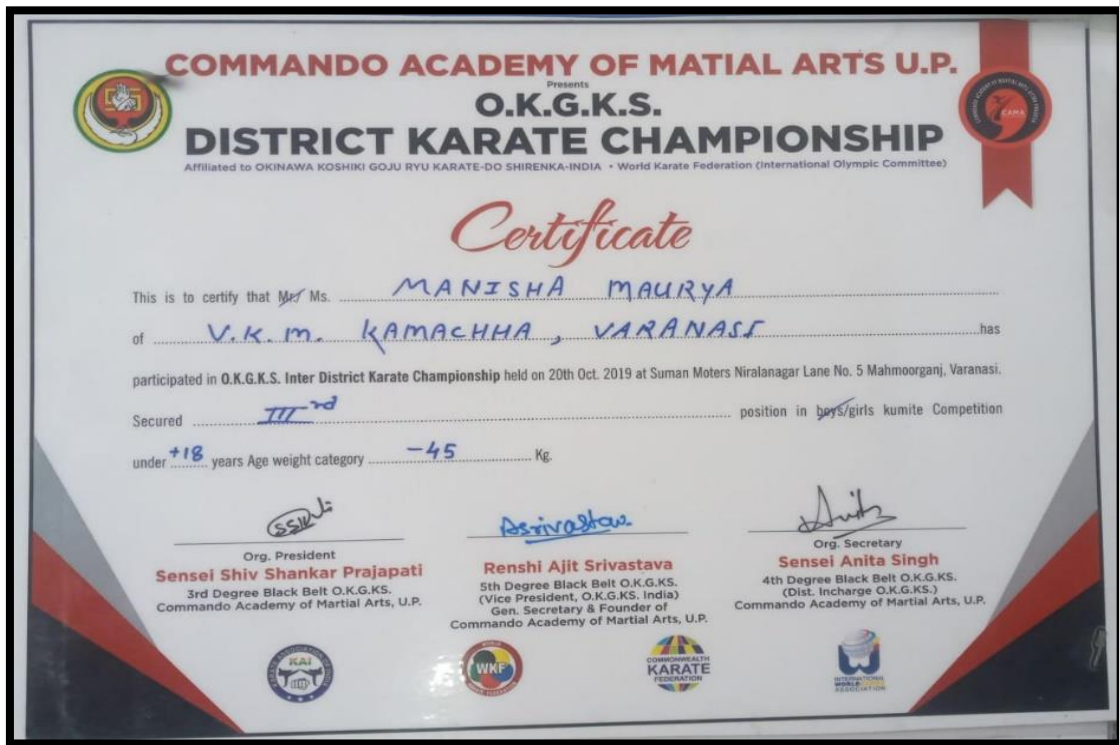 COMMANDO ACADEMY OF MATIAL ARTS U.P.
Presents
O.K.G.K.S.
DISTRICT KARATE CHAMPIONSHIP
Affiliated to OKINAWA KOSHIKI GOJU RYU KARATE-DO SHIRENKA-INDIA • World Karate Federation (International Olympic Committee)
CAMA
Certificate
This is to certify that Mr./ Ms. MANISHA MAURYA
of V.K.M. KAMACHHA, VARANASI has
participated in O.K.G.K.S. Inter District Karate Championship held on 20th Oct. 2019 at Suman Moters Niralanagar Lane No. 5 Mahmoorganj, Varanasi.
Secured IIIrd position in boys/girls kumite Competition
under +18 years Age weight category -45 Kg.
Asrivastav.
Org. President
Sensei Shiv Shankar Prajapati
3rd Degree Black Belt O.K.G.KS.
Commando Academy of Martial Arts, U.P.
Renshi Ajit Srivastava
5th Degree Black Belt O.K.G.KS.
(Vice President, O.K.G.KS. India)
Gen. Secretary & Founder of
Commando Academy of Martial Arts, U.P.
Org. Secretary
Sensei Anita Singh
4th Degree Black Belt O.K.G.KS.
(Dist. Incharge O.K.G.KS.)
Commando Academy of Martial Arts, U.P.
KAI
WKF
COMMONWEALTH
KARATE
FEDERATION
INTERNATIONAL
WORLD
ASSOCIATION